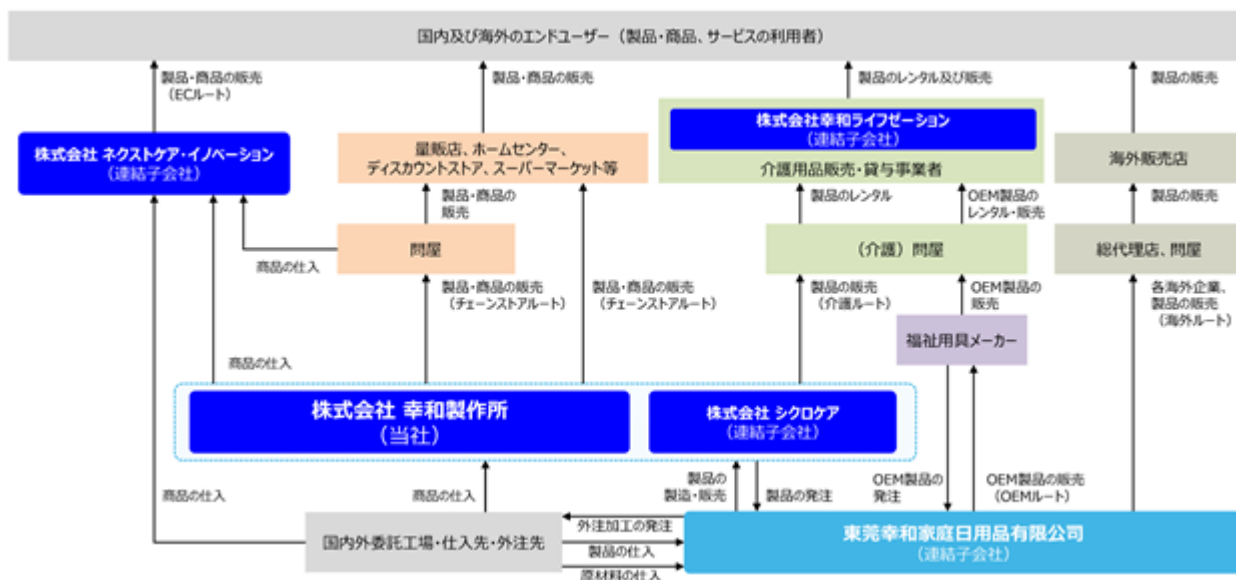 国内及び海外のエンドユーザー（製品・商品、サービスの利用者）
製品・商品の販売
（ECルート）
製品・商品の販売
製品のレンタル及び販売
製品の販売
株式会社 ネクストケア・イノベーション
（連結子会社）
量販店、ホームセンター、
ディスカウントストア、スーパーマーケット等
株式会社幸和ライフゼーション
（連結子会社）
介護用品販売・貸与事業者
海外販売店
製品・商品の
販売
製品のレンタル
OEM製品の
レンタル・販売
製品の販売
問屋
（介護）問屋
総代理店、問屋
商品の仕入
製品・商品の販売
（チェーンストアルート）
製品・商品の販売
（チェーンストアルート）
製品の販売
（介護ルート）
OEM製品の
販売
各海外企業、
製品の販売
（海外ルート）
福祉用具メーカー
商品の仕入
株式会社 幸和製作所
（当社）
株式会社 シクロケア
（連結子会社）
商品の仕入
商品の仕入
製品の
製造・販売
製品の発注
OEM製品の
発注
OEM製品の販売
（OEMルート）
国内外委託工場・仕入先・外注先
外注加工の発注
製品の仕入
原材料の仕入
東莞幸和家庭日用品有限公司
（連結子会社）